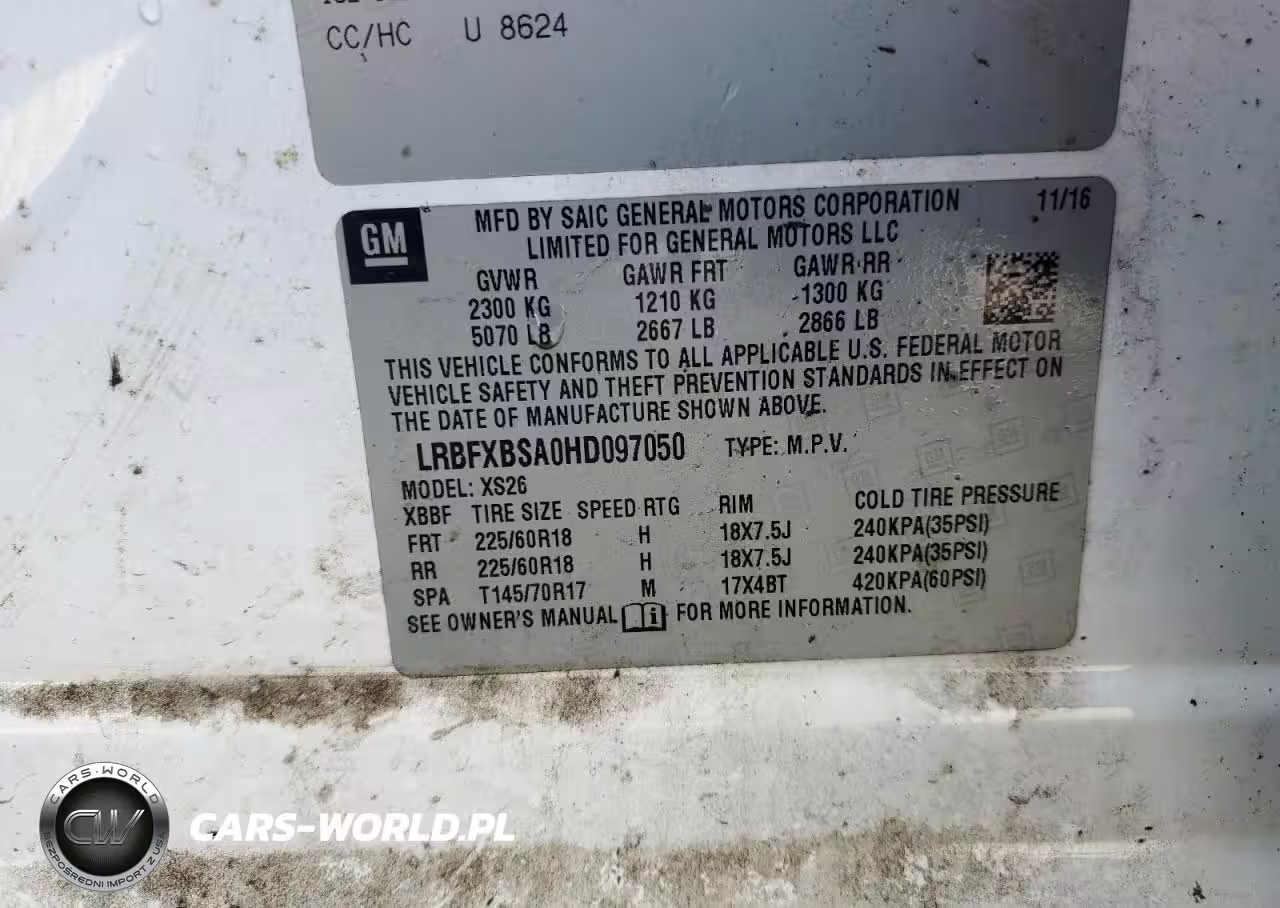 CC/HC U 8624
GM
MFD BY SAIC GENERAL MOTORS CORPORATION 11/16
LIMITED FOR GENERAL MOTORS LLC
GVWR GAWR FRT GAWR RR
2300 KG 1210 KG 1300 KG
5070 LB 2667 LB 2866 LB
THIS VEHICLE CONFORMS TO ALL APPLICABLE U.S. FEDERAL MOTOR
VEHICLE SAFETY AND THEFT PREVENTION STANDARDS IN EFFECT ON
THE DATE OF MANUFACTURE SHOWN ABOVE.
LRBFXBSA0HD097050 TYPE: M.P.V.
MODEL: XS26
XBBF TIRE SIZE SPEED RTG RIM COLD TIRE PRESSURE
FRT 225/60R18 H 18X7.5J 240KPA(35PSI)
RR 225/60R18 H 18X7.5J 240KPA(35PSI)
SPA T145/70R17 M 17X4BT 420KPA(60PSI)
SEE OWNER'S MANUAL FOR MORE INFORMATION.
CARS-WORLD
CW
BEZPOŚREDNI IMPORT Z USA
CARS-WORLD.PL